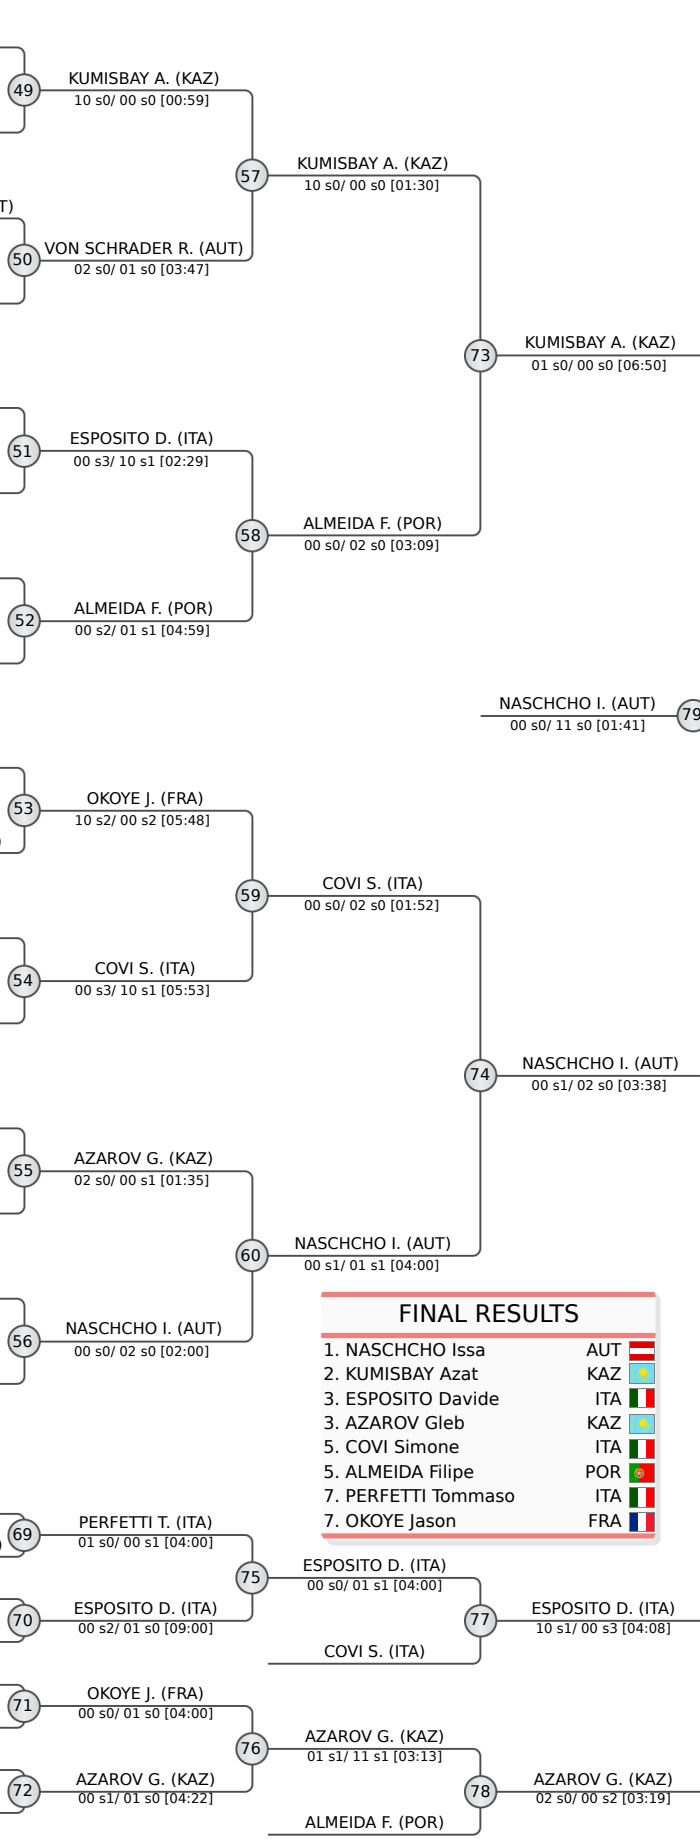 49
KUMISBAY A. (KAZ)
10 s0/ 00 s0 [00:59]
57
KUMISBAY A. (KAZ)
10 s0/ 00 s0 [01:30]
T)
50
VON SCHRADER R. (AUT)
02 s0/ 01 s0 [03:47]
73
KUMISBAY A. (KAZ)
01 s0/ 00 s0 [06:50]
51
ESPOSITO D. (ITA)
00 s3/ 10 s1 [02:29]
58
ALMEIDA F. (POR)
00 s0/ 02 s0 [03:09]
52
ALMEIDA F. (POR)
00 s2/ 01 s1 [04:59]
NASCHCHO I. (AUT)
00 s0/ 11 s0 [01:41]
79
53
OKOYE J. (FRA)
10 s2/ 00 s2 [05:48]
)
59
COVI S. (ITA)
00 s0/ 02 s0 [01:52]
54
COVI S. (ITA)
00 s3/ 10 s1 [05:53]
74
NASCHCHO I. (AUT)
00 s1/ 02 s0 [03:38]
55
AZAROV G. (KAZ)
02 s0/ 00 s1 [01:35]
60
NASCHCHO I. (AUT)
00 s1/ 01 s1 [04:00]
56
NASCHCHO I. (AUT)
00 s0/ 02 s0 [02:00]
FINAL RESULTS
1. NASCHCHO Issa AUT
2. KUMISBAY Azat KAZ
3. ESPOSITO Davide ITA
3. AZAROV Gleb KAZ
5. COVI Simone ITA
5. ALMEIDA Filipe POR
7. PERFETTI Tommaso ITA
7. OKOYE Jason FRA
) 69
PERFETTI T. (ITA)
01 s0/ 00 s1 [04:00]
75
ESPOSITO D. (ITA)
00 s0/ 01 s1 [04:00]
70
ESPOSITO D. (ITA)
00 s2/ 01 s0 [09:00]
77
ESPOSITO D. (ITA)
10 s1/ 00 s3 [04:08]
COVI S. (ITA)
71
OKOYE J. (FRA)
00 s0/ 01 s0 [04:00]
76
AZAROV G. (KAZ)
01 s1/ 11 s1 [03:13]
72
AZAROV G. (KAZ)
00 s1/ 01 s0 [04:22]
78
AZAROV G. (KAZ)
02 s0/ 00 s2 [03:19]
ALMEIDA F. (POR)